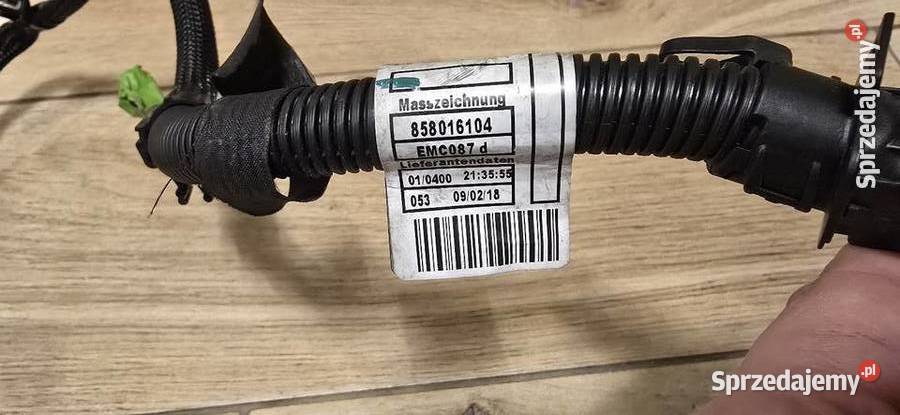 Masszeichnung
858016104
EMC087 d
Lieferantendaten
01/0400 21:35:55
053 09/02/18
Sprzedajemy.pl
Sprzedajemy.pl